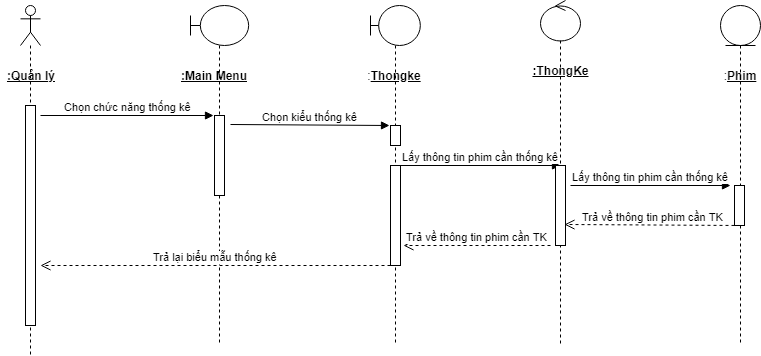 :Quản lý
:Main Menu
:Thongke
:ThongKe
:Phim
Chọn chức năng thống kê
Chọn kiểu thống kê
Lấy thông tin phim cần thống kê
Lấy thông tin phim cần thống kê
Trả về thông tin phim cần TK
Trả về thông tin phim cần TK
Trả lại biểu mẫu thống kê